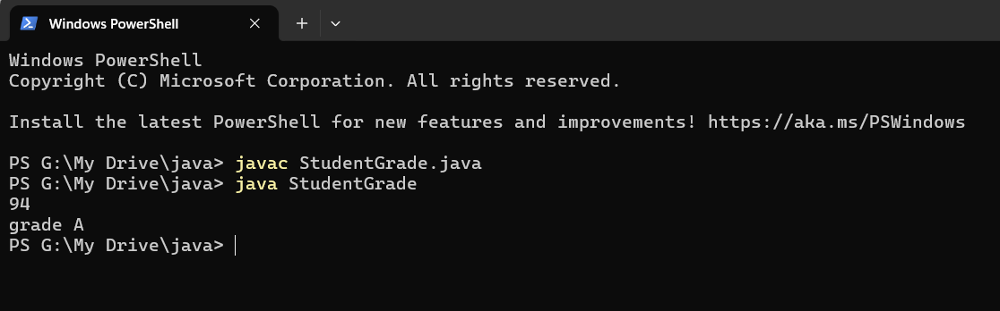 Windows PowerShell
Windows PowerShell
Copyright (C) Microsoft Corporation. All rights reserved.
Install the latest PowerShell for new features and improvements! https://aka.ms/PSWindows
PS G:\My Drive\java> javac StudentGrade.java
PS G:\My Drive\java> java StudentGrade
94
grade A
PS G:\My Drive\java>